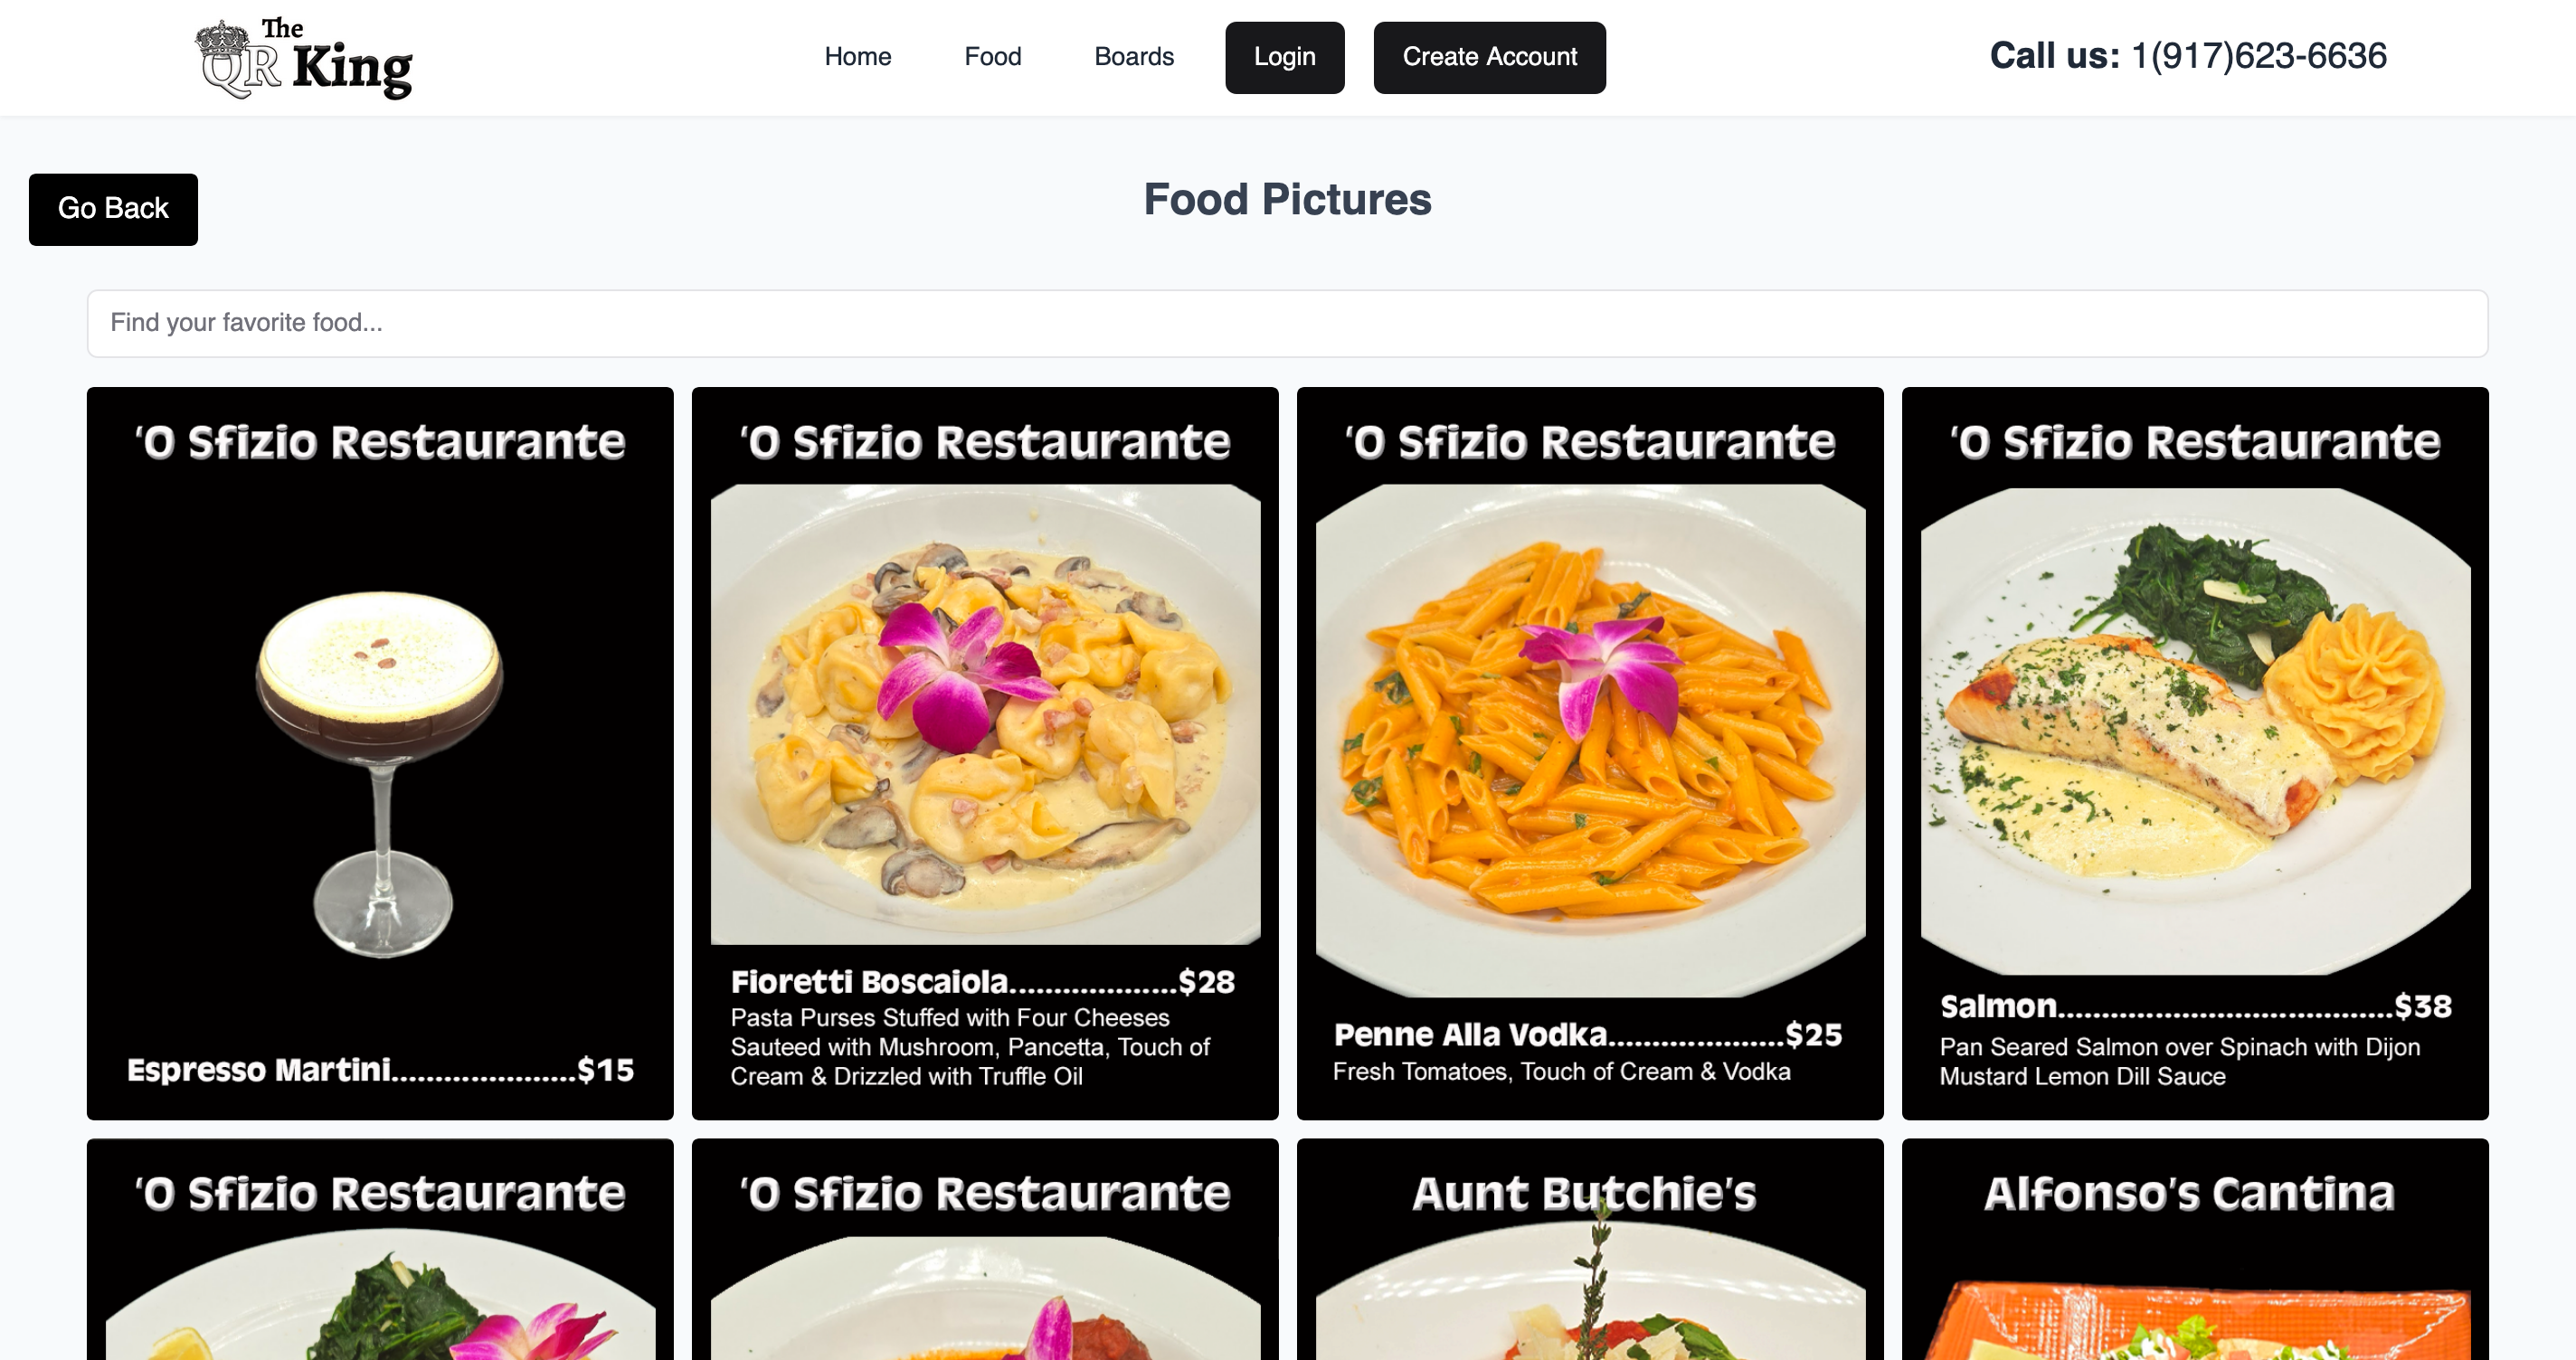 The
QR King
Home
Food
Boards
Login
Create Account
Call us: 1(917)623-6636
Go Back
Food Pictures
Find your favorite food...
‘O Sfizio Restaurante
Espresso Martini.....................$15
‘O Sfizio Restaurante
Fioretti Boscaiola...................$28
Pasta Purses Stuffed with Four Cheeses
Sauteed with Mushroom, Pancetta, Touch of
Cream & Drizzled with Truffle Oil
‘O Sfizio Restaurante
Penne Alla Vodka....................$25
Fresh Tomatoes, Touch of Cream & Vodka
‘O Sfizio Restaurante
Salmon......................................$38
Pan Seared Salmon over Spinach with Dijon
Mustard Lemon Dill Sauce
‘O Sfizio Restaurante
‘O Sfizio Restaurante
Aunt Butchie's
Alfonso's Cantina